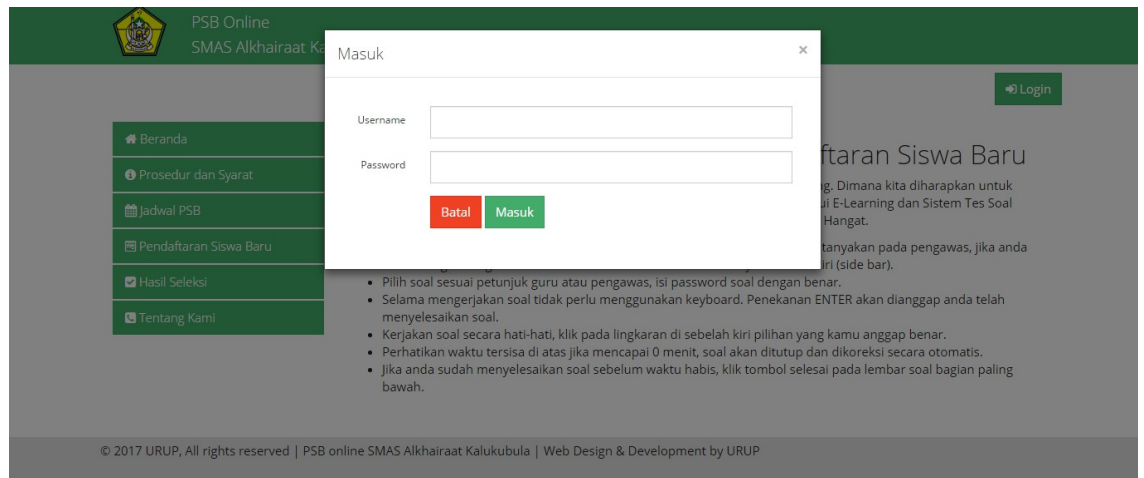 PSB Online
SMAS Alkhairaat Ka
Masuk
×
Login
Username
Password
Batal Masuk
Beranda
Prosedur dan Syarat
Jadwal PSB
Pendaftaran Siswa Baru
Hasil Seleksi
Tentang Kami
ftaran Siswa Baru
g. Dimana kita diharapkan untuk
ui E-Learning dan Sistem Tes Soal
Hangat.
tanyakan pada pengawas, jika anda
iri (side bar).
• Pilih soal sesuai petunjuk guru atau pengawas, isi password soal dengan benar.
• Selama mengerjakan soal tidak perlu menggunakan keyboard. Penekanan ENTER akan dianggap anda telah
menyelesaikan soal.
• Kerjakan soal secara hati-hati, klik pada lingkaran di sebelah kiri pilihan yang kamu anggap benar.
• Perhatikan waktu tersisa di atas jika mencapai 0 menit, soal akan ditutup dan dikoreksi secara otomatis.
• Jika anda sudah menyelesaikan soal sebelum waktu habis, klik tombol selesai pada lembar soal bagian paling
bawah.
© 2017 URUP, All rights reserved | PSB online SMAS Alkhairaat Kalukubula | Web Design & Development by URUP